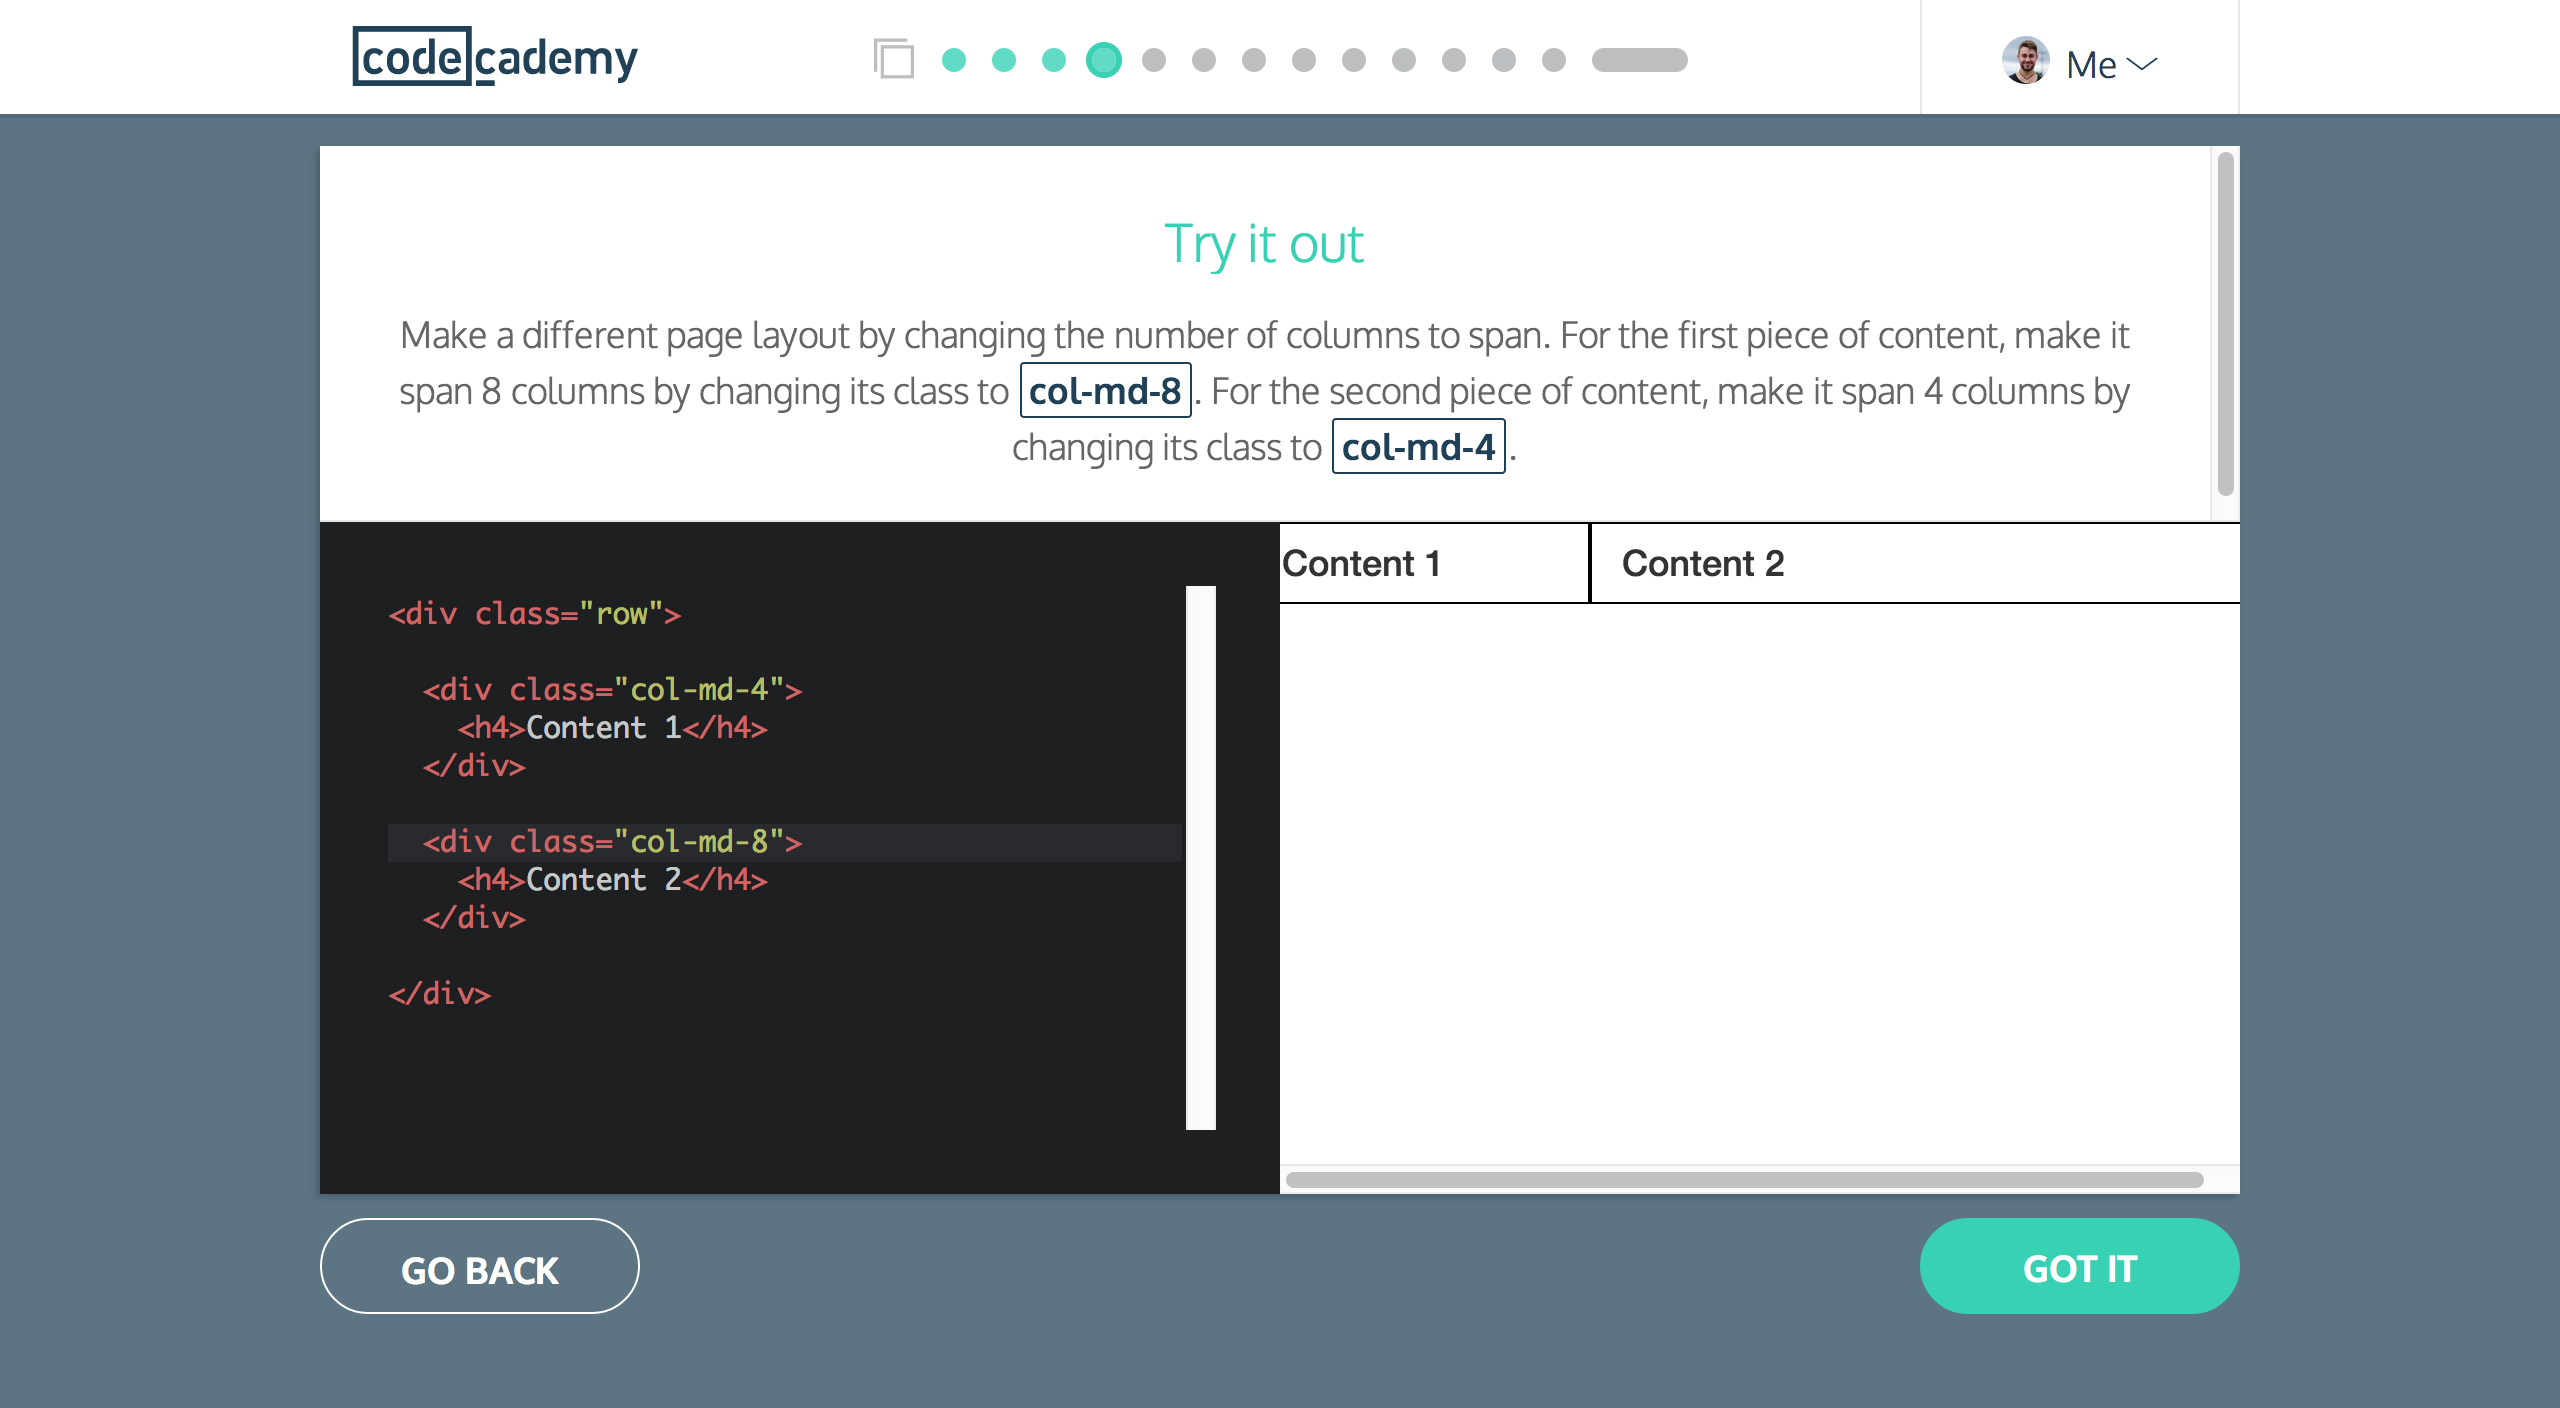 codecademy
Me
Try it out
Make a different page layout by changing the number of columns to span. For the first piece of content, make it
span 8 columns by changing its class to col-md-8. For the second piece of content, make it span 4 columns by
changing its class to col-md-4.
<div class="row">
<div class="col-md-4">
<h4>Content 1</h4>
</div>
<div class="col-md-8">
<h4>Content 2</h4>
</div>
</div>
Content 1
Content 2
GO BACK
GOT IT